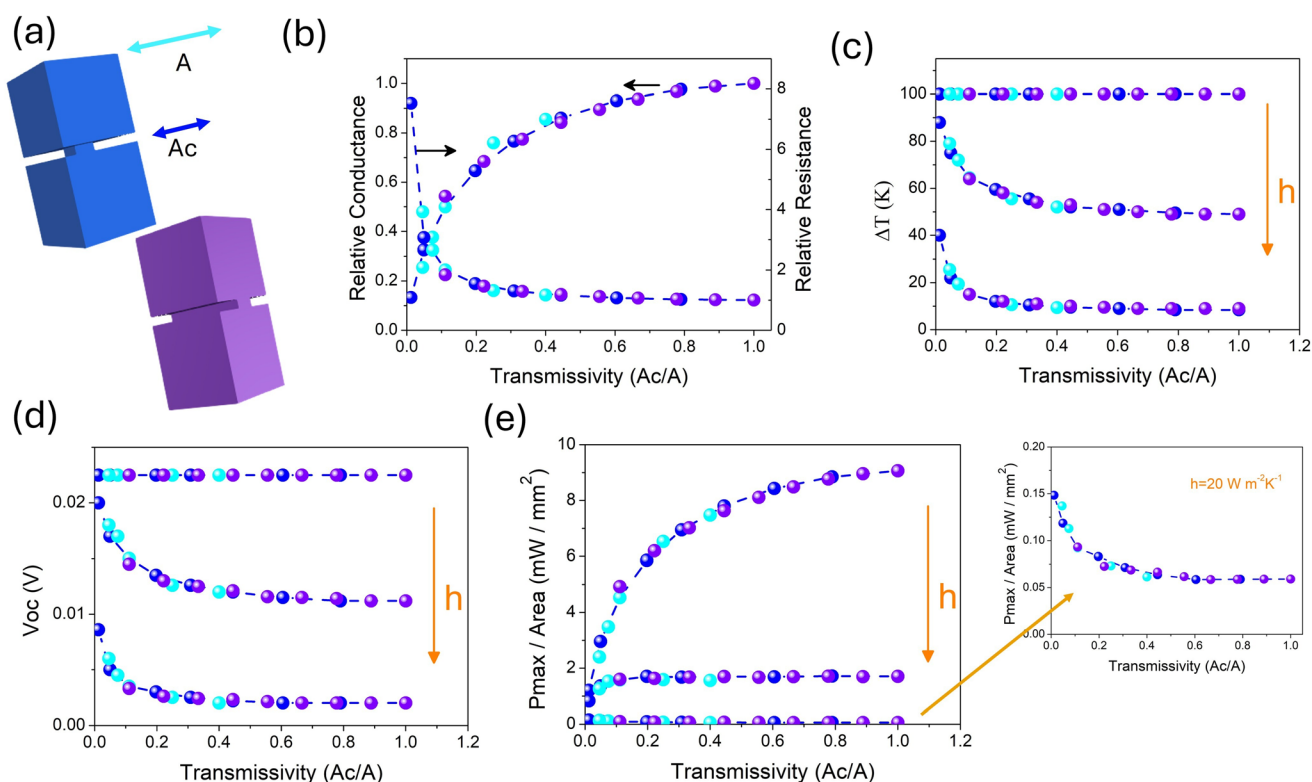 (a)
A
Ac
(b)
Relative Conductance
1.0
0.8
0.6
0.4
0.2
0.0
8
6
4
2
0
Relative Resistance
0.0 0.2 0.4 0.6 0.8 1.0
Transmissivity (Ac/A)
(c)
ΔT (K)
100
80
60
40
20
0
h
0.0 0.2 0.4 0.6 0.8 1.0 1.2
Transmissivity (Ac/A)
(d)
Voc (V)
0.02
0.01
0.00
h
0.0 0.2 0.4 0.6 0.8 1.0 1.2
Transmissivity (Ac/A)
(e)
Pmax / Area (mW / mm²)
10
8
6
4
2
0
h
0.0 0.2 0.4 0.6 0.8 1.0 1.2
Transmissivity (Ac/A)
Pmax / Area (mW / mm²)
0.20
0.15
0.10
0.05
0.00
h=20 W m⁻²K⁻¹
0.0 0.2 0.4 0.6 0.8 1.0
Transmissivity (Ac/A)